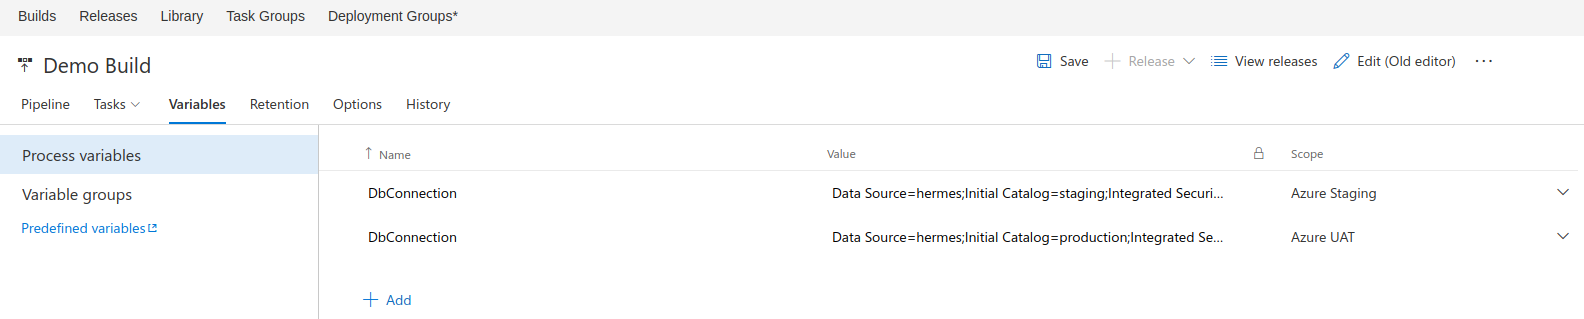 Builds Releases Library Task Groups Deployment Groups*
Demo Build
Save Release View releases Edit (Old editor) ...
Pipeline Tasks Variables Retention Options History
Process variables
Variable groups
Predefined variables
Name Value Scope
DbConnection Data Source=hermes;Initial Catalog=staging;Integrated Securi... Azure Staging
DbConnection Data Source=hermes;Initial Catalog=production;Integrated Se... Azure UAT
Add